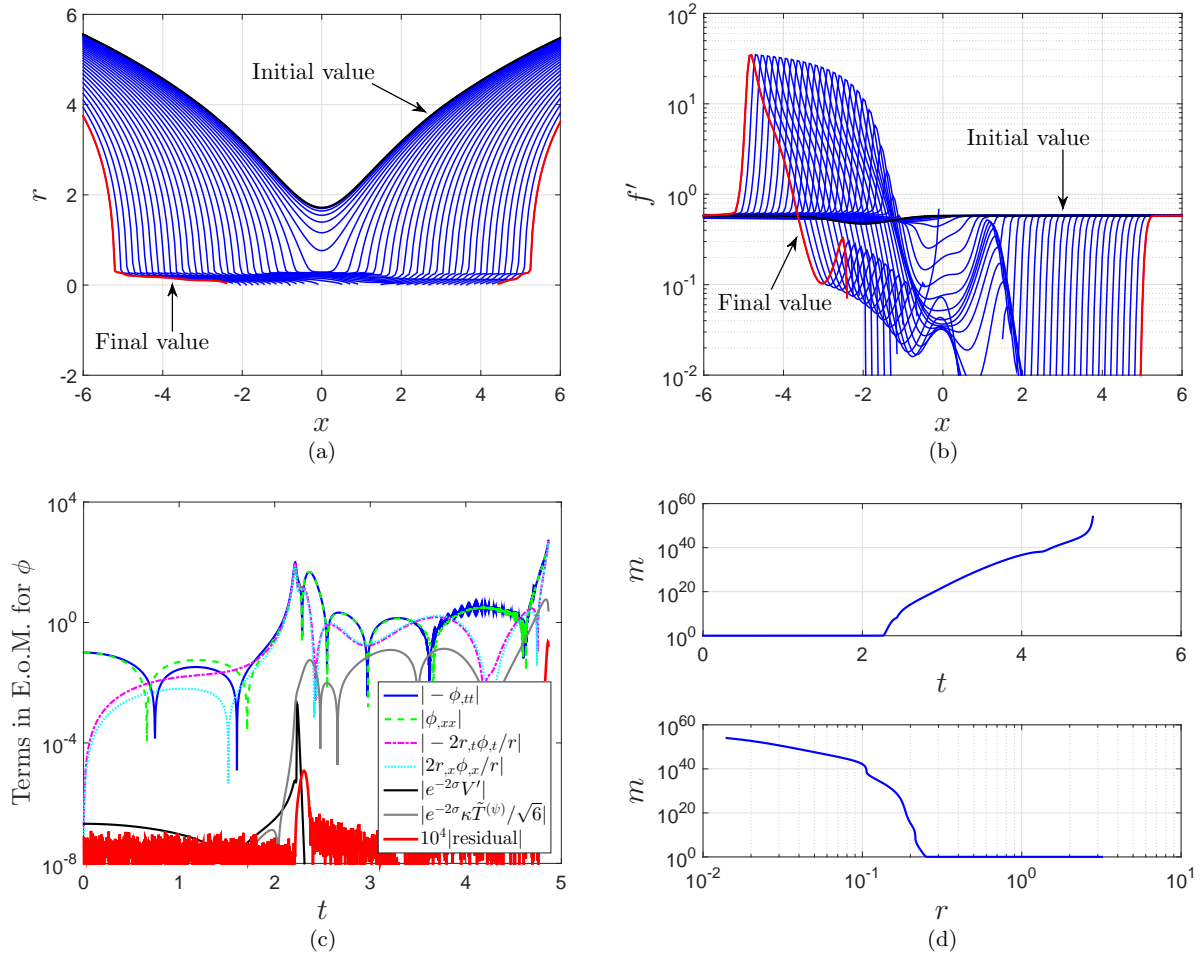 6
4
2
0
-2
r
Initial value
Final value
-6 -4 -2 0 2 4 6
x
(a)
10^2
10^1
10^0
10^-1
10^-2
f′
Initial value
Final value
-6 -4 -2 0 2 4 6
x
(b)
10^4
10^0
10^-4
10^-8
Terms in E.o.M. for ϕ
|−ϕ,tt|
|ϕ,xx|
|−2r,tϕ,t/r|
|2r,xϕ,x/r|
|e^−2σV′|
|e^−2σκT̃^(ψ)/√6|
10^4|residual|
0 1 2 3 4 5
t
(c)
10^60
10^40
10^20
10^0
m
0 2 4 6
t
10^60
10^40
10^20
10^0
m
10^-2 10^-1 10^0 10^1
r
(d)